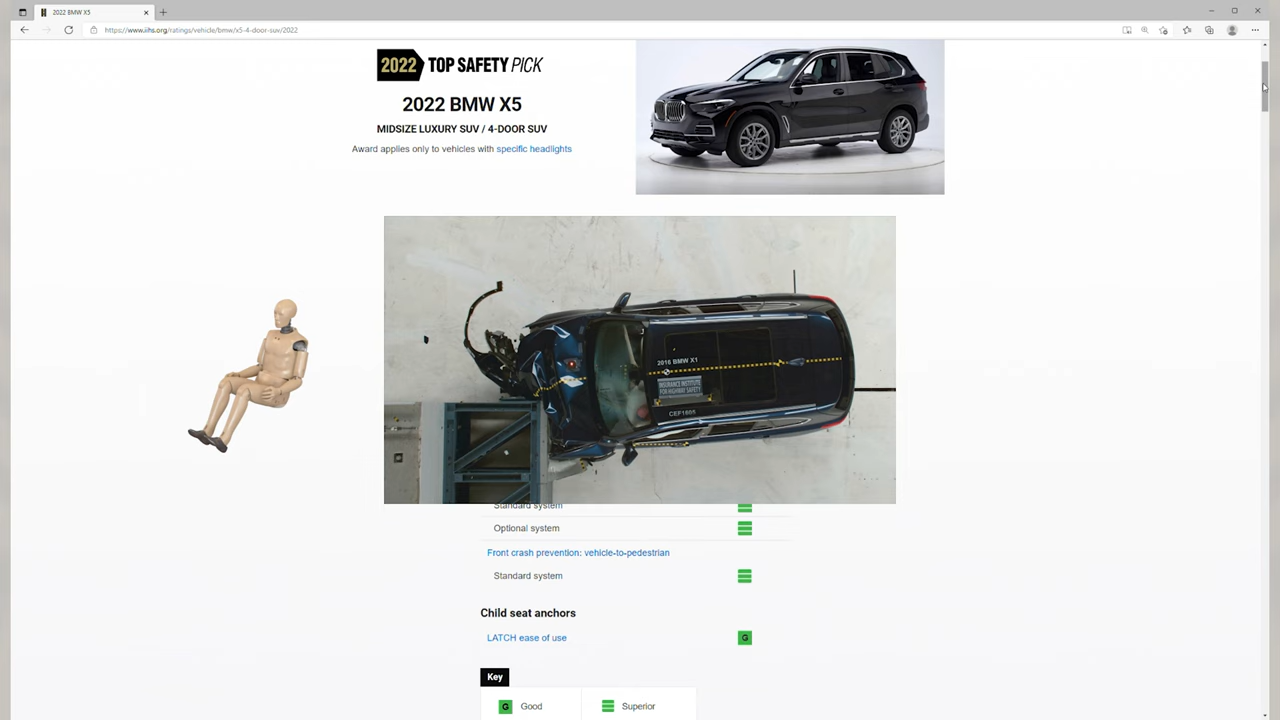 2022 BMW X5
https://www.iihs.org/ratings/vehicle/bmw/x5-4-door-suv/2022
2022 TOP SAFETY PICK
2022 BMW X5
MIDSIZE LUXURY SUV / 4-DOOR SUV
Award applies only to vehicles with specific headlights
2016 BMW X1
INSURANCE INSTITUTE
FOR HIGHWAY SAFETY
CEF1605
Standard system
Optional system
Front crash prevention: vehicle-to-pedestrian
Standard system
Child seat anchors
LATCH ease of use
G
Key
G Good
Superior